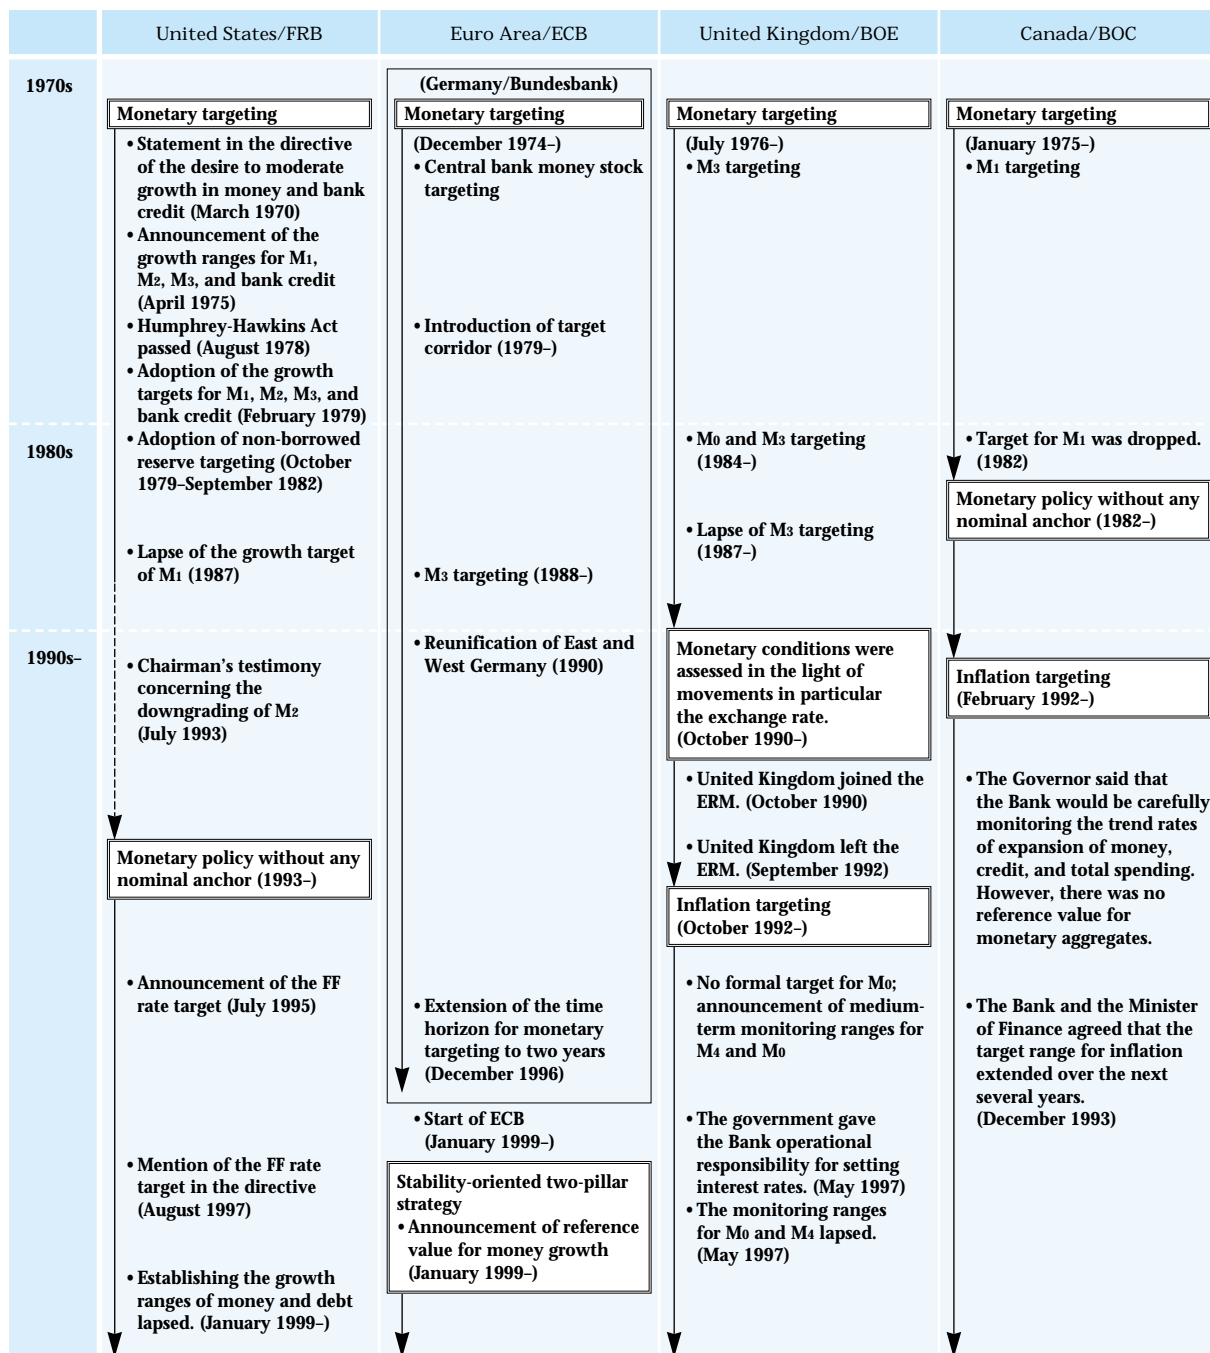 United States/FRB
Euro Area/ECB
United Kingdom/BOE
Canada/BOC
1970s
1980s
1990s–
Monetary targeting
• Statement in the directive
of the desire to moderate
growth in money and bank
credit (March 1970)
• Announcement of the
growth ranges for M1,
M2, M3, and bank credit
(April 1975)
• Humphrey-Hawkins Act
passed (August 1978)
• Adoption of the growth
targets for M1, M2, M3, and
bank credit (February 1979)
• Adoption of non-borrowed
reserve targeting (October
1979–September 1982)
• Lapse of the growth target
of M1 (1987)
• Chairman's testimony
concerning the
downgrading of M2
(July 1993)
Monetary policy without any
nominal anchor (1993–)
• Announcement of the FF
rate target (July 1995)
• Mention of the FF rate
target in the directive
(August 1997)
• Establishing the growth
ranges of money and debt
lapsed. (January 1999–)
(Germany/Bundesbank)
Monetary targeting
(December 1974–)
• Central bank money stock
targeting
• Introduction of target
corridor (1979–)
• M3 targeting (1988–)
• Reunification of East and
West Germany (1990)
• Extension of the time
horizon for monetary
targeting to two years
(December 1996)
• Start of ECB
(January 1999–)
Stability-oriented two-pillar
strategy
• Announcement of reference
value for money growth
(January 1999–)
Monetary targeting
(July 1976–)
• M3 targeting
• M0 and M3 targeting
(1984–)
• Lapse of M3 targeting
(1987–)
Monetary conditions were
assessed in the light of
movements in particular
the exchange rate.
(October 1990–)
• United Kingdom joined the
ERM. (October 1990)
• United Kingdom left the
ERM. (September 1992)
Inflation targeting
(October 1992–)
• No formal target for M0;
announcement of medium-
term monitoring ranges for
M4 and M0
• The government gave
the Bank operational
responsibility for setting
interest rates. (May 1997)
• The monitoring ranges
for M0 and M4 lapsed.
(May 1997)
Monetary targeting
(January 1975–)
• M1 targeting
• Target for M1 was dropped.
(1982)
Monetary policy without any
nominal anchor (1982–)
Inflation targeting
(February 1992–)
• The Governor said that
the Bank would be carefully
monitoring the trend rates
of expansion of money,
credit, and total spending.
However, there was no
reference value for
monetary aggregates.
• The Bank and the Minister
of Finance agreed that the
target range for inflation
extended over the next
several years.
(December 1993)